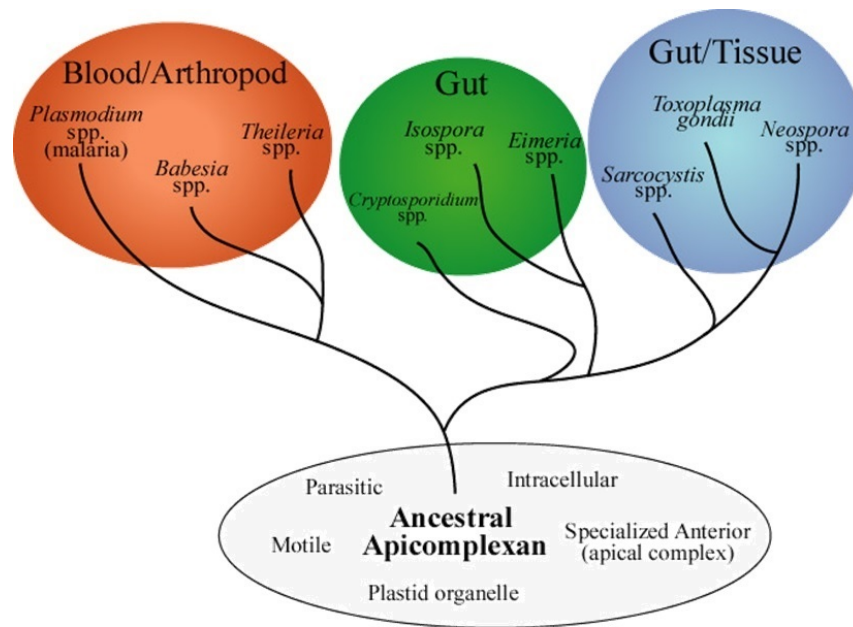 Blood/Arthropod
Plasmodium
spp.
(malaria)
Babesia
spp.
Theileria
spp.
Gut
Isospora
spp.
Eimeria
spp.
Cryptosporidium
spp.
Gut/Tissue
Toxoplasma
gondii
Neospora
spp.
Sarcocystis
spp.
Parasitic
Intracellular
Ancestral
Apicomplexan
Motile
Specialized Anterior
(apical complex)
Plastid organelle